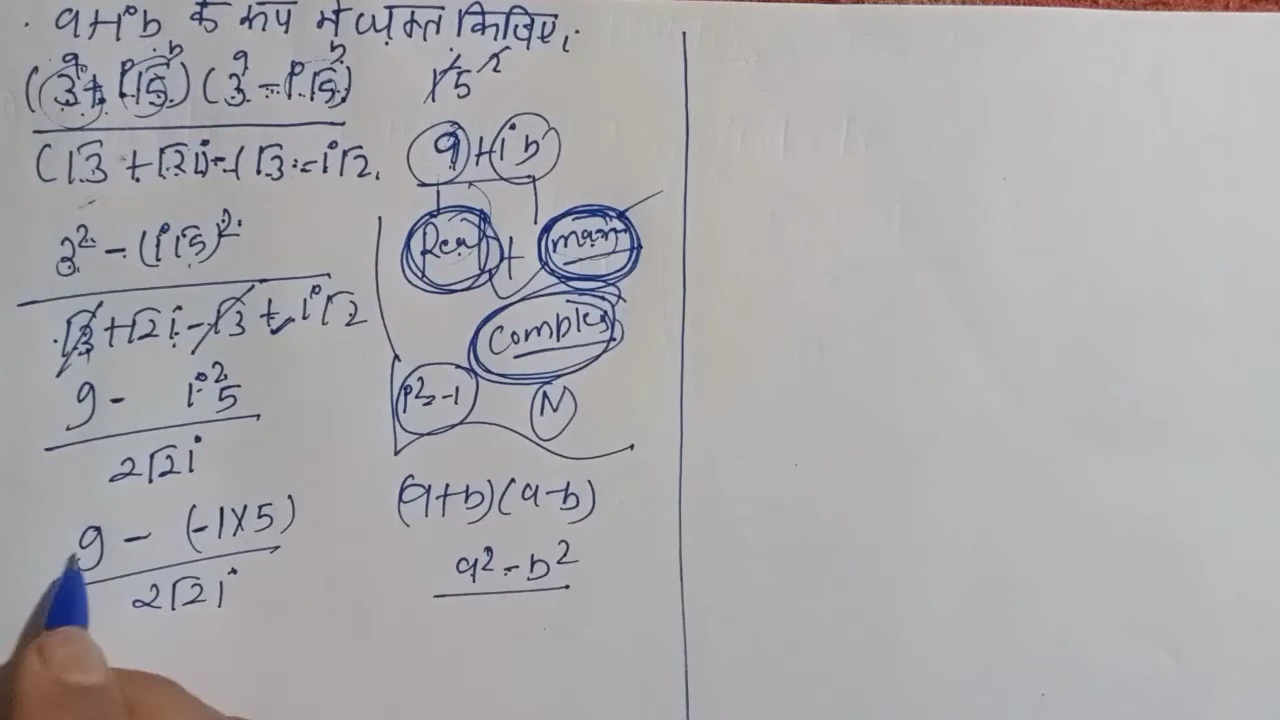 . a+ib के रूप में व्यक्त किजिए,
(3+i√5) (3-i√5)
(√3 +√2i)-(√3-i√2.
3² - (i√5)²
√3+√2i-√3+i√2
9 - i²5
2√2i
9 - (-1×5)
2√2i
√5²
a+ib
Real +
Complex
i²=-1
N
(a+b)(a-b)
a²-b²